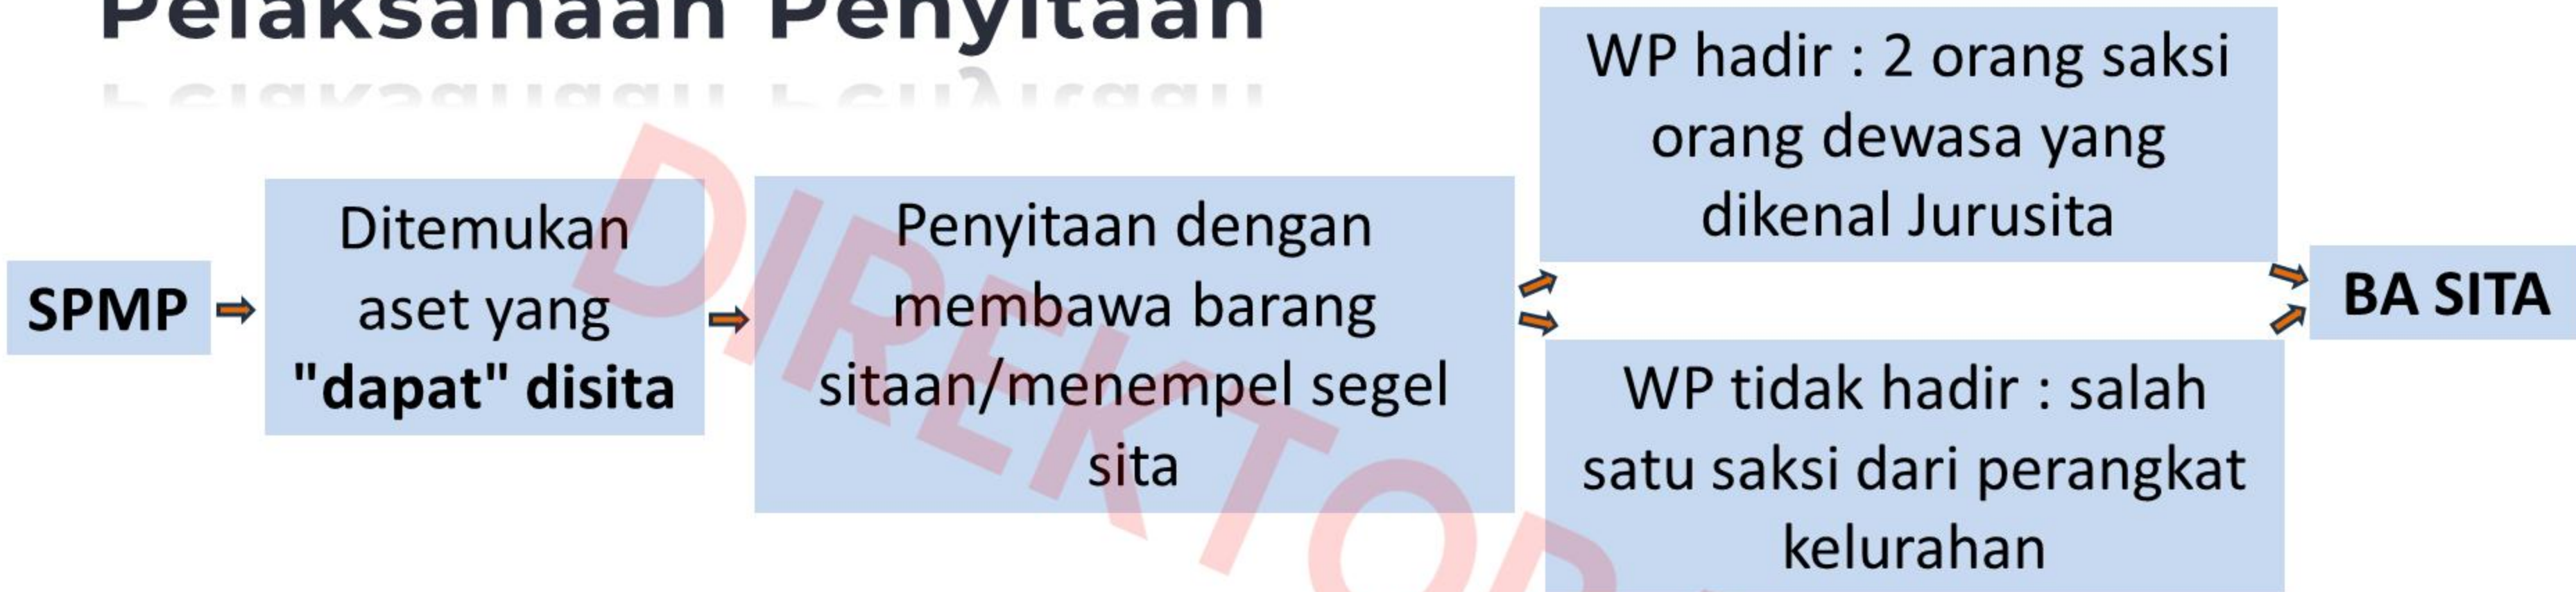 Pelaksanaan Penyitaan
WP hadir : 2 orang saksi
orang dewasa yang
dikenal Jurusita
SPMP
Ditemukan
aset yang
"dapat" disita
Penyitaan dengan
membawa barang
sitaan/menempel segel
sita
WP tidak hadir : salah
satu saksi dari perangkat
kelurahan
BA SITA